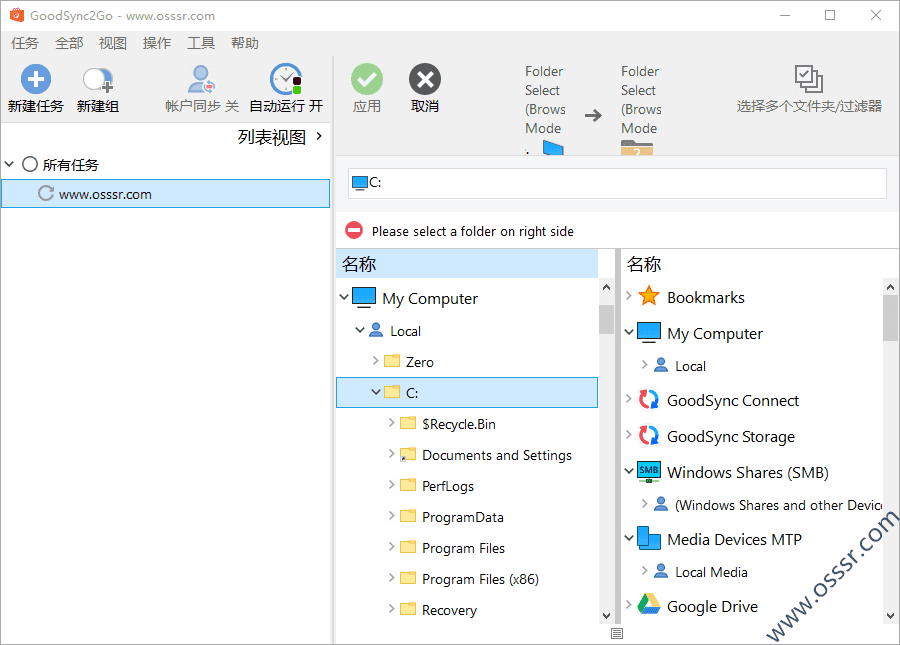 GoodSync2Go - www.osssr.com
任务 全部 视图 操作 工具 帮助
新建任务 新建组 帐户同步 关 自动运行 开
应用 取消
Folder Select (Brows Mode
Folder Select (Brows Mode
选择多个文件夹/过滤器
列表视图
所有任务
www.osssr.com
C:
Please select a folder on right side
名称
My Computer
Local
Zero
C:
$Recycle.Bin
Documents and Settings
PerfLogs
ProgramData
Program Files
Program Files (x86)
Recovery
名称
Bookmarks
My Computer
Local
GoodSync Connect
GoodSync Storage
SMB Windows Shares (SMB)
(Windows Shares and other Devic
Media Devices MTP
Local Media
Google Drive
www.osssr.com